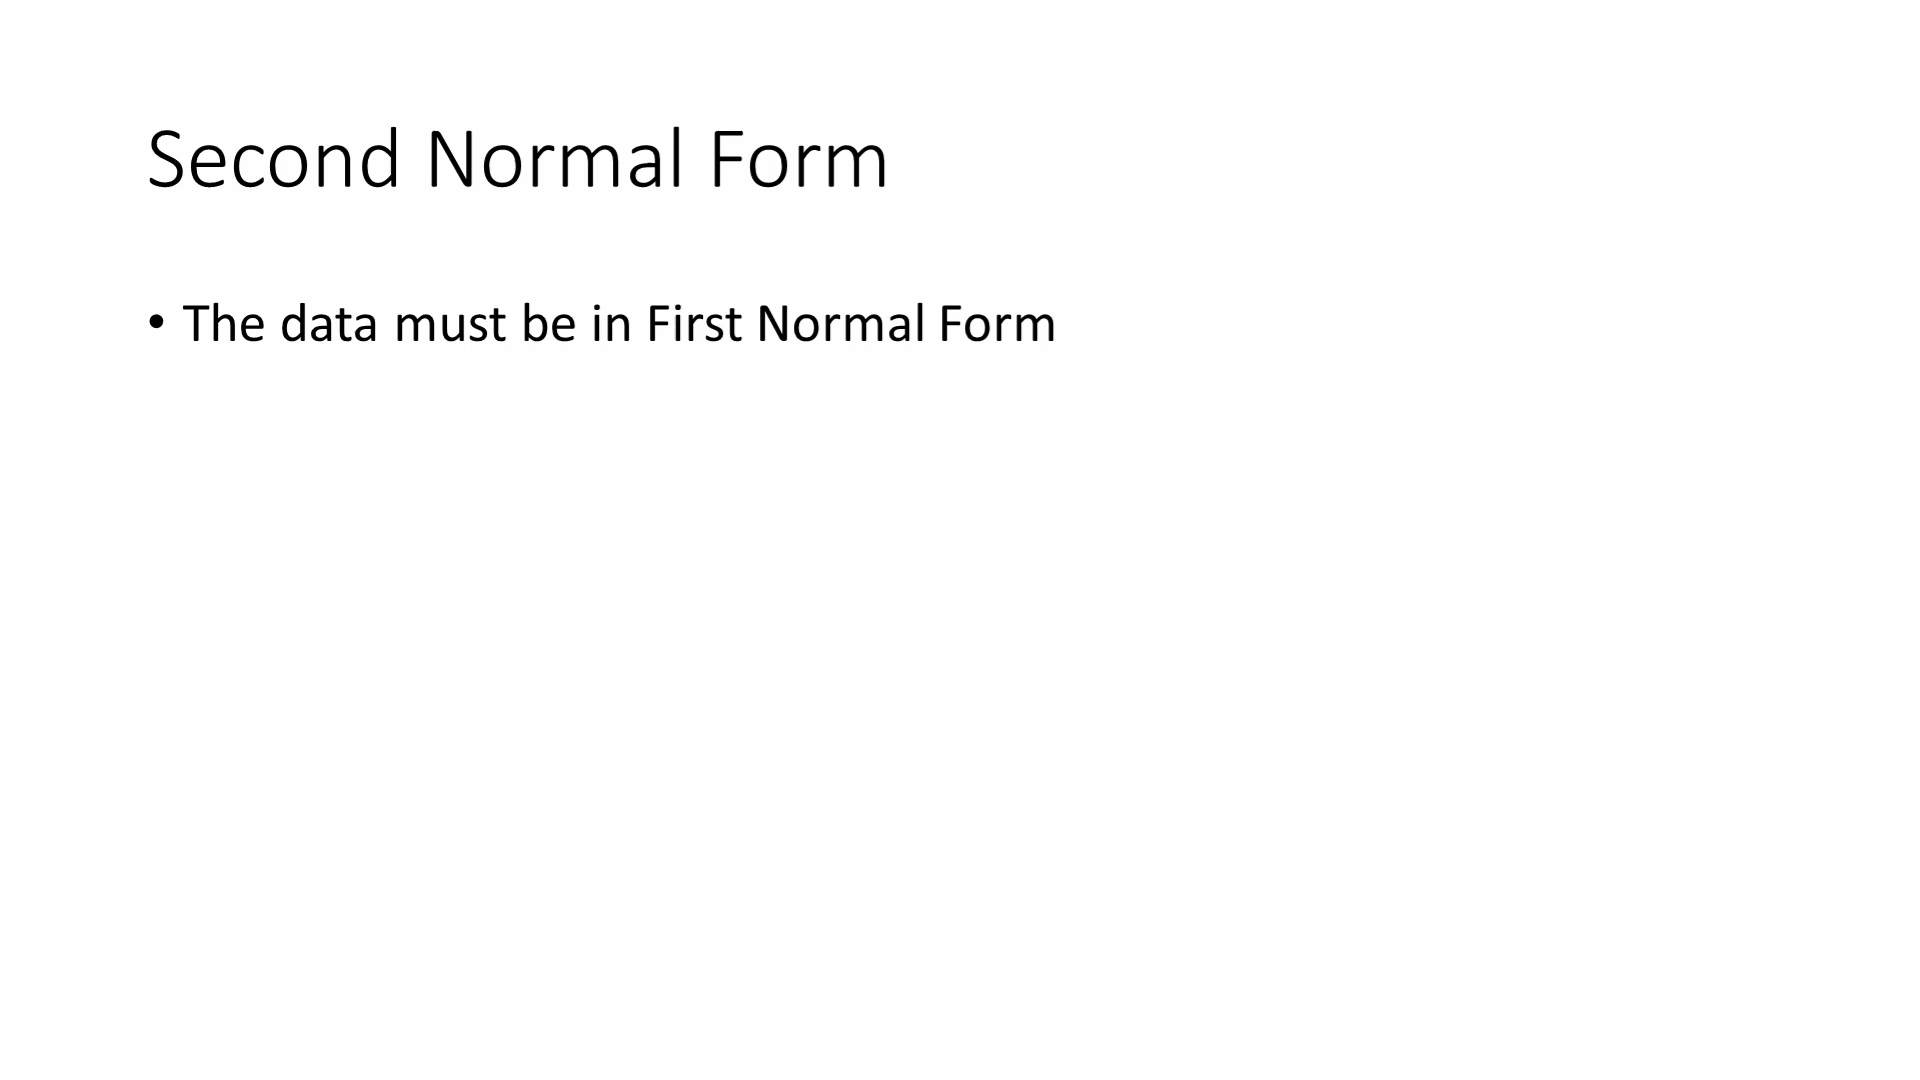 Second Normal Form
• The data must be in First Normal Form